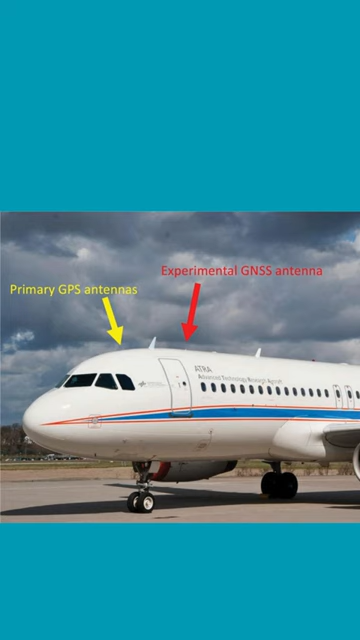 Experimental GNSS antenna
Primary GPS antennas
ATRA
Advanced Technology Research Aircraft